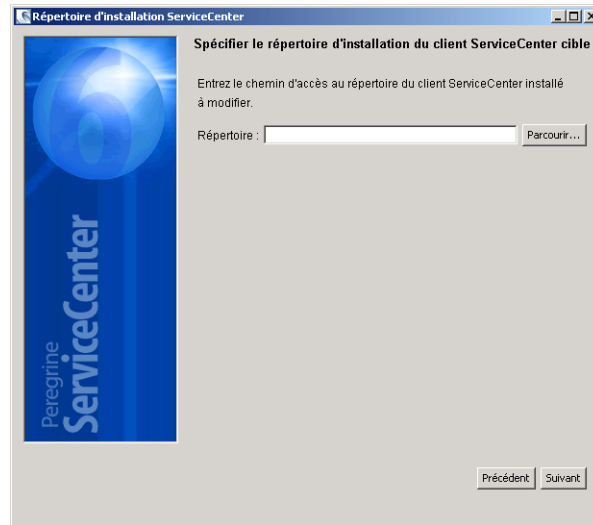 Répertoire d'installation ServiceCenter
Spécifier le répertoire d'installation du client ServiceCenter cible
Entrez le chemin d'accès au répertoire du client ServiceCenter installé
à modifier.
Répertoire :
Parcourir...
6
Peregrine
ServiceCenter
Précédent
Suivant